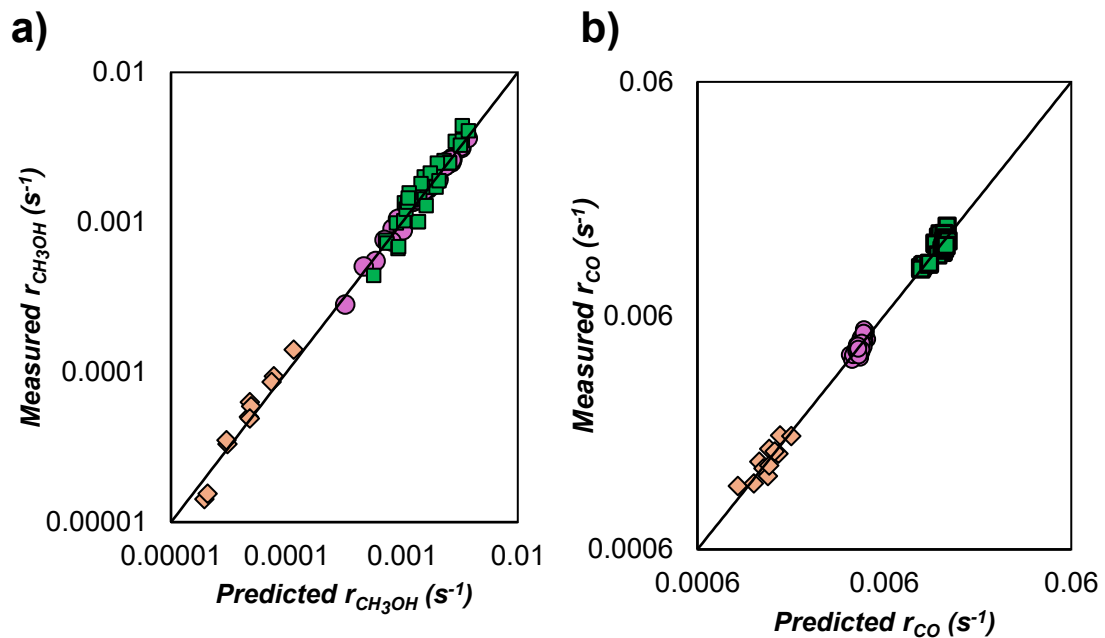 a)
0.01
0.001
0.0001
0.00001
Measured r_CH3OH (s⁻¹)
0.00001 0.0001 0.001 0.01
Predicted r_CH3OH (s⁻¹)
b)
0.06
0.006
0.0006
Measured r_CO (s⁻¹)
0.0006 0.006 0.06
Predicted r_CO (s⁻¹)